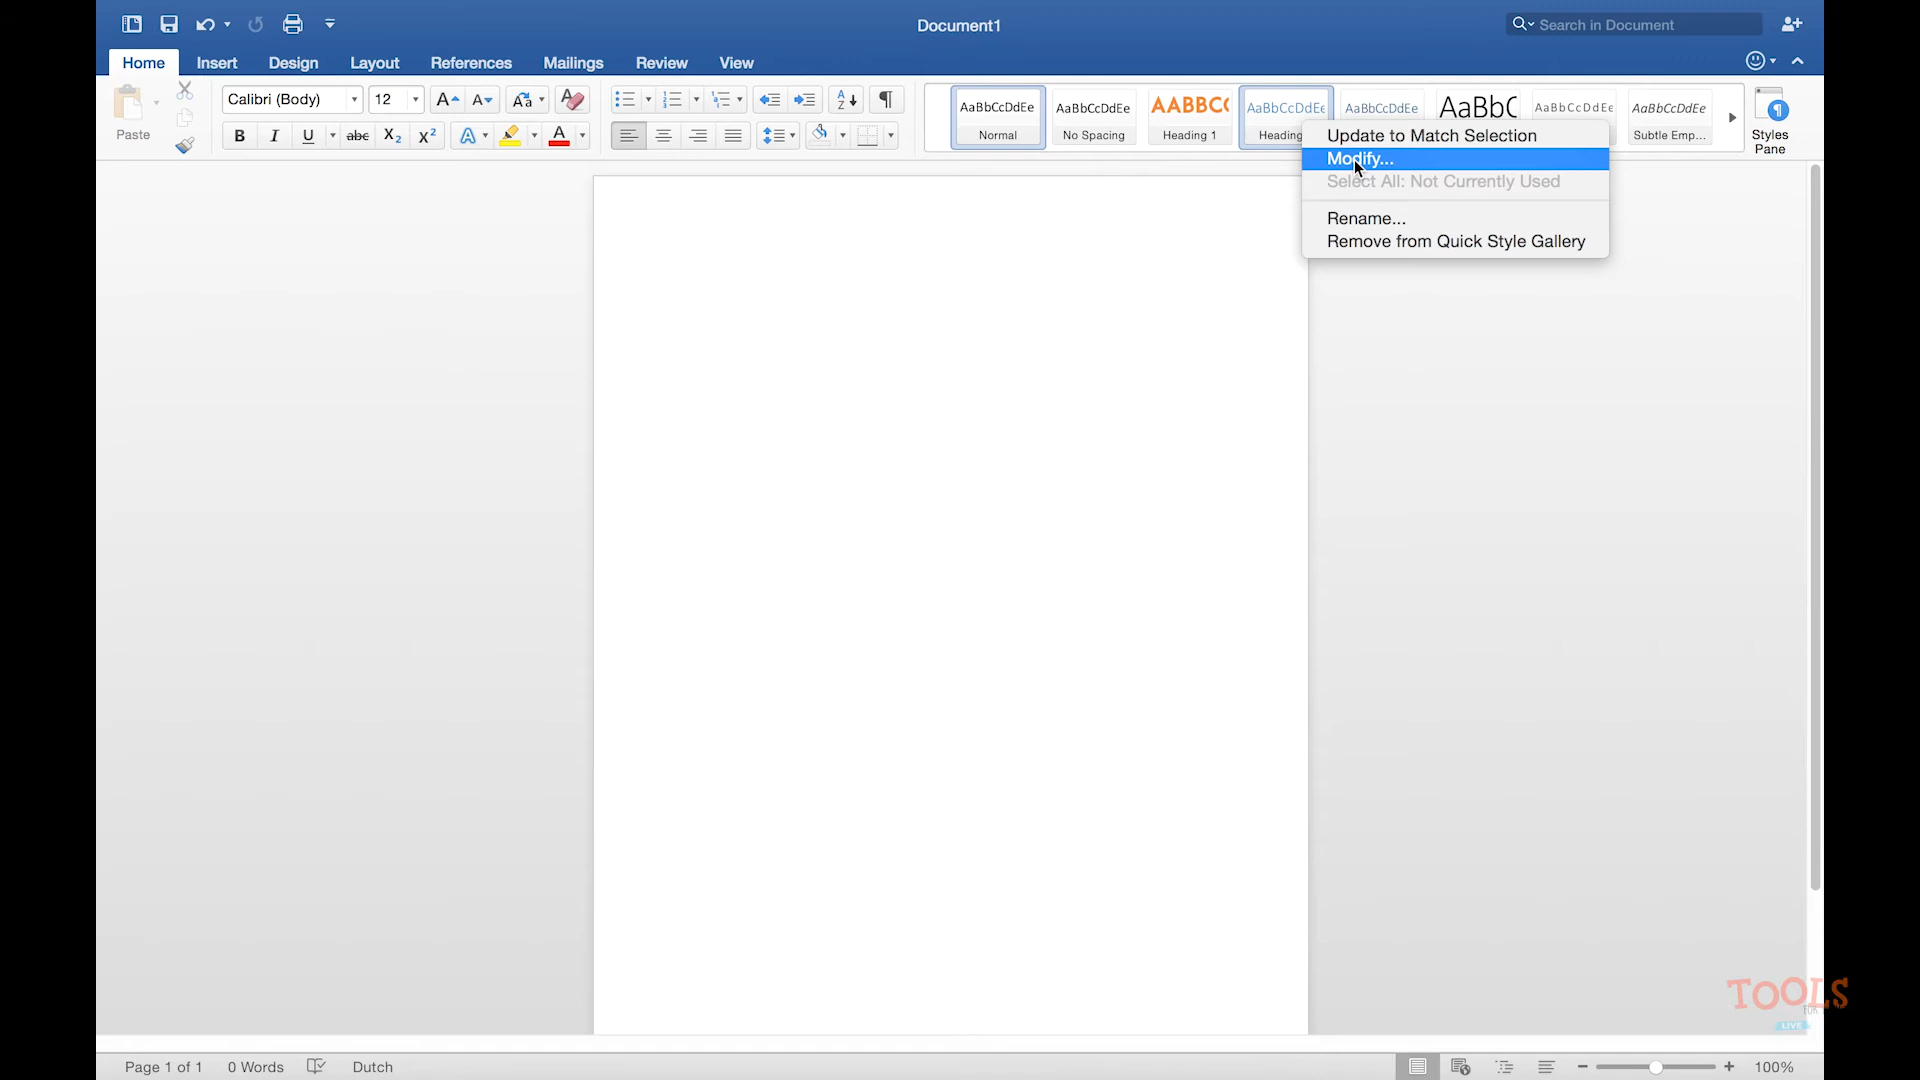 Document1
Search in Document
Home Insert Design Layout References Mailings Review View
Paste
Calibri (Body) 12
AaBbCcDdEe
Normal
AaBbCcDdEe
No Spacing
AABBC
Heading 1
AaBbCcDdEe
Heading
AaBbCcDdEe
AaBbC
AaBbCcDdEe
AaBbCcDdEe
Subtle Emp...
Styles
Pane
B I U abc X₂ X²
Update to Match Selection
Modify...
Select All: Not Currently Used
Rename...
Remove from Quick Style Gallery
TOOLS
LIVE
Page 1 of 1 0 Words Dutch 100%